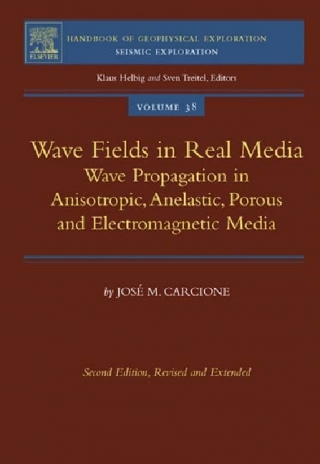 ELSEVIER
HANDBOOK OF GEOPHYSICAL EXPLORATION
SEISMIC EXPLORATION
Klaus Helbig and Sven Treitel, Editors
VOLUME 38
Wave Fields in Real Media
Wave Propagation in
Anisotropic, Anelastic, Porous
and Electromagnetic Media
by JOSÉ M. CARCIONE
Second Edition, Revised and Extended